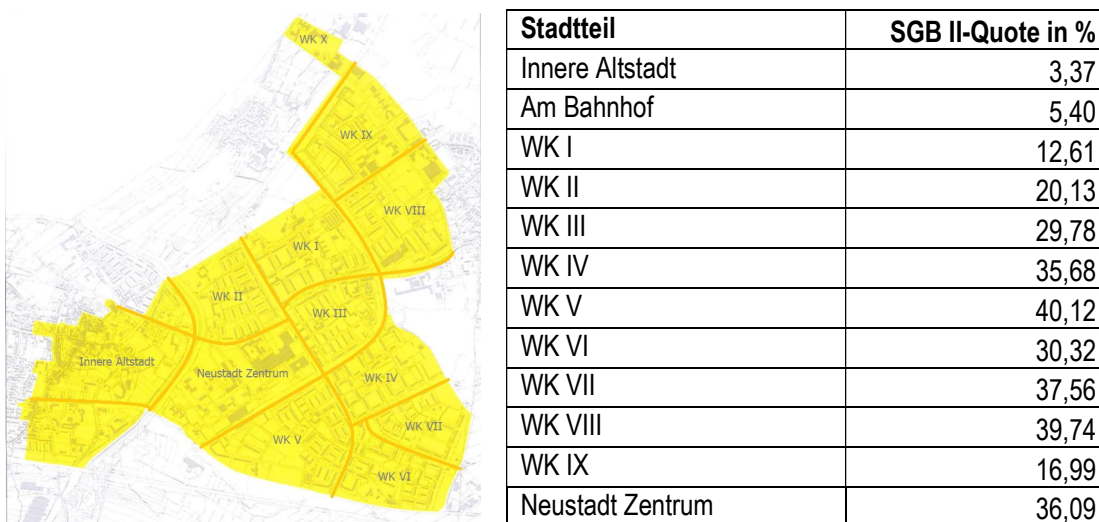 WK X
WK IX
WK VIII
WK I
WK II
WK III
Innere Altstadt
Neustadt Zentrum
WK IV
WK VII
WK V
WK VI
Stadtteil SGB II-Quote in %
Innere Altstadt 3,37
Am Bahnhof 5,40
WK I 12,61
WK II 20,13
WK III 29,78
WK IV 35,68
WK V 40,12
WK VI 30,32
WK VII 37,56
WK VIII 39,74
WK IX 16,99
Neustadt Zentrum 36,09